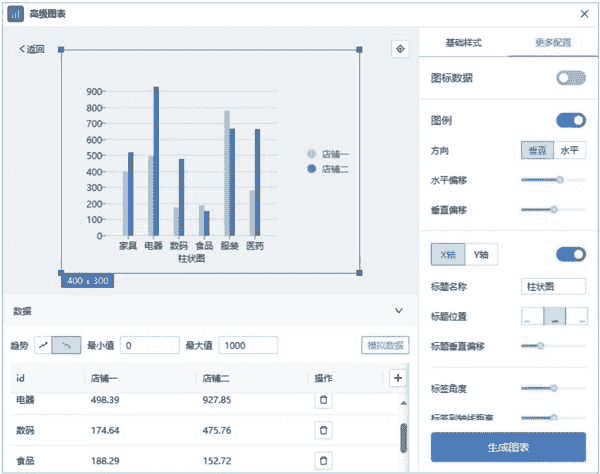 高级图表
返回
900
800
700
600
500
400
300
200
100
0
家具 电器 数码 食品 服装 医药
柱状图
店铺一
店铺二
400 x 300
数据
趋势 最小值 0 最大值 1000 模拟数据
id 店铺一 店铺二 操作
电器 498.39 927.85
数码 174.64 475.76
食品 188.29 152.72
基础样式 更多配置
图标数据
图例
方向 垂直 水平
水平偏移
垂直偏移
X轴 Y轴
标题名称 柱状图
标题位置
标题垂直偏移
标签角度
标签到轴线距离
生成图表